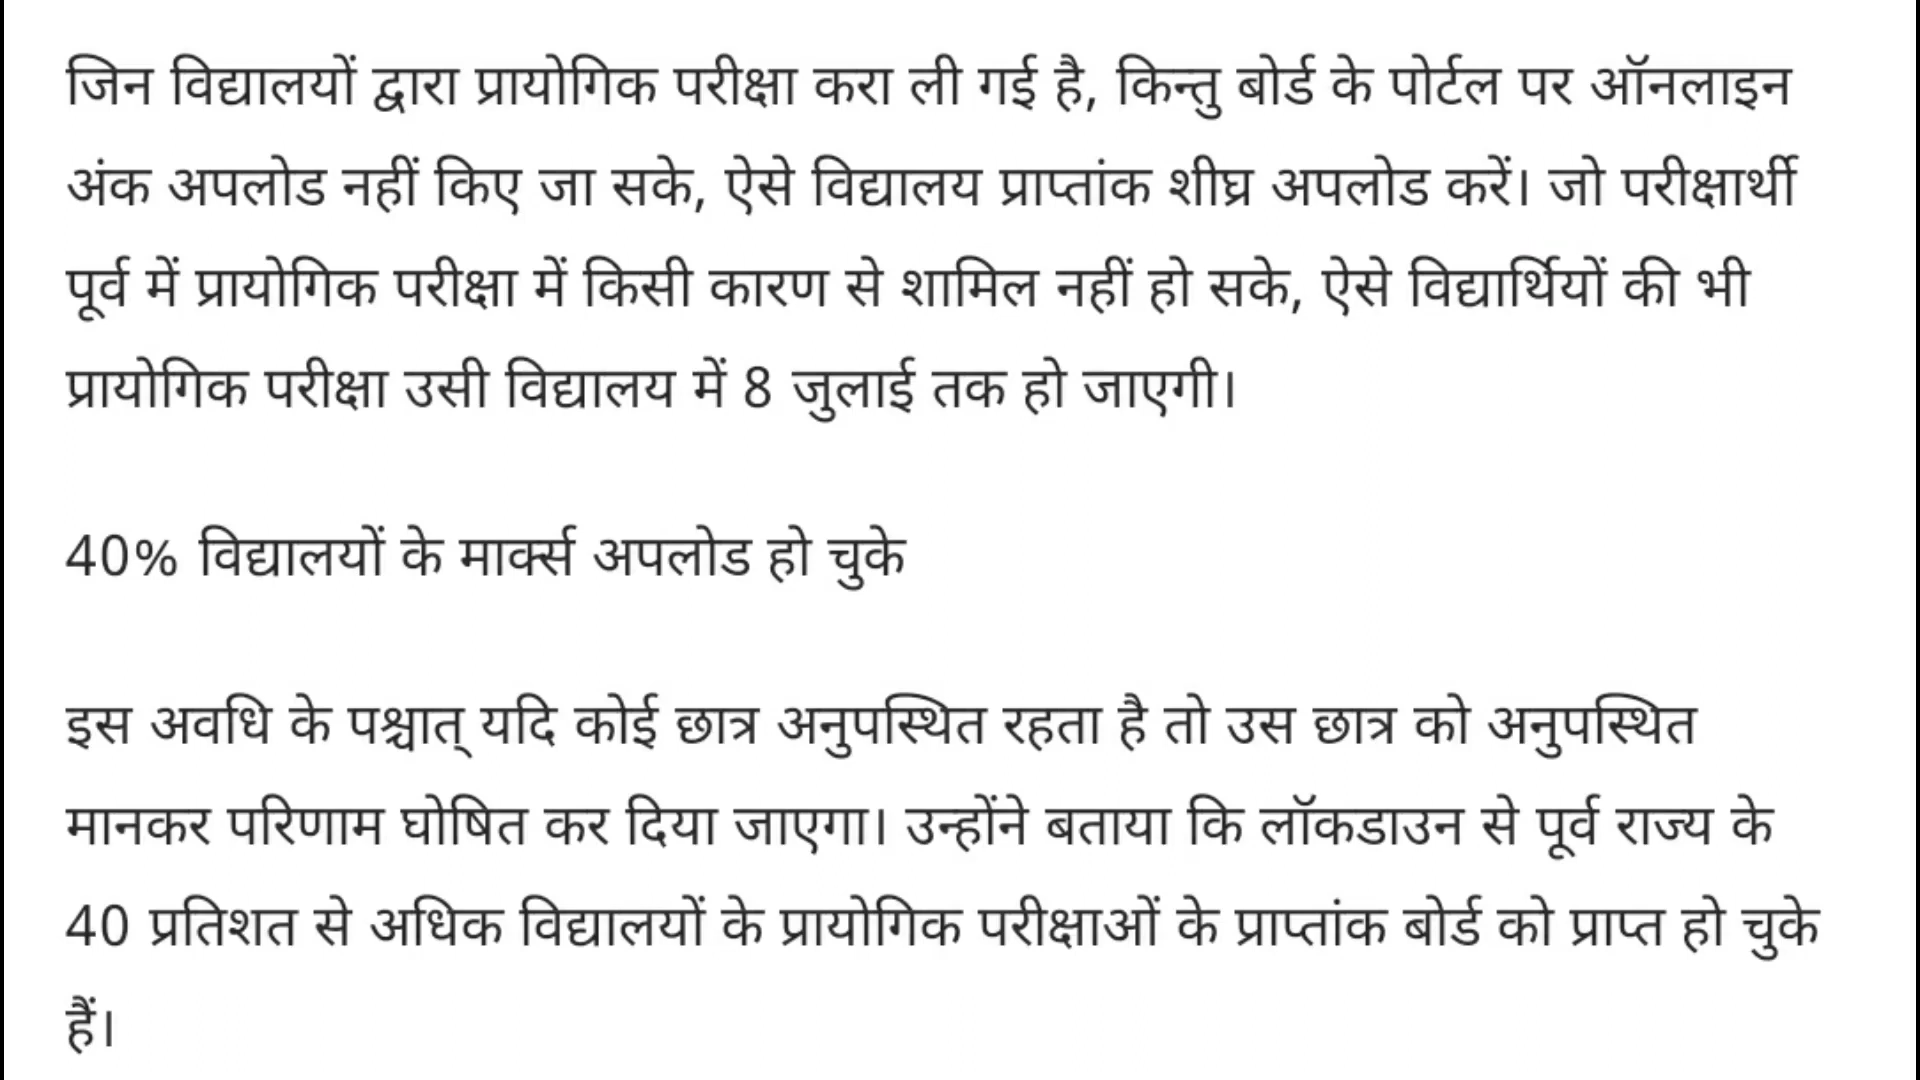 जिन विद्यालयों द्वारा प्रायोगिक परीक्षा करा ली गई है, किन्तु बोर्ड के पोर्टल पर ऑनलाइन
अंक अपलोड नहीं किए जा सके, ऐसे विद्यालय प्राप्तांक शीघ्र अपलोड करें। जो परीक्षार्थी
पूर्व में प्रायोगिक परीक्षा में किसी कारण से शामिल नहीं हो सके, ऐसे विद्यार्थियों की भी
प्रायोगिक परीक्षा उसी विद्यालय में 8 जुलाई तक हो जाएगी।
40% विद्यालयों के मार्क्स अपलोड हो चुके
इस अवधि के पश्चात् यदि कोई छात्र अनुपस्थित रहता है तो उस छात्र को अनुपस्थित
मानकर परिणाम घोषित कर दिया जाएगा। उन्होंने बताया कि लॉकडाउन से पूर्व राज्य के
40 प्रतिशत से अधिक विद्यालयों के प्रायोगिक परीक्षाओं के प्राप्तांक बोर्ड को प्राप्त हो चुके
हैं।